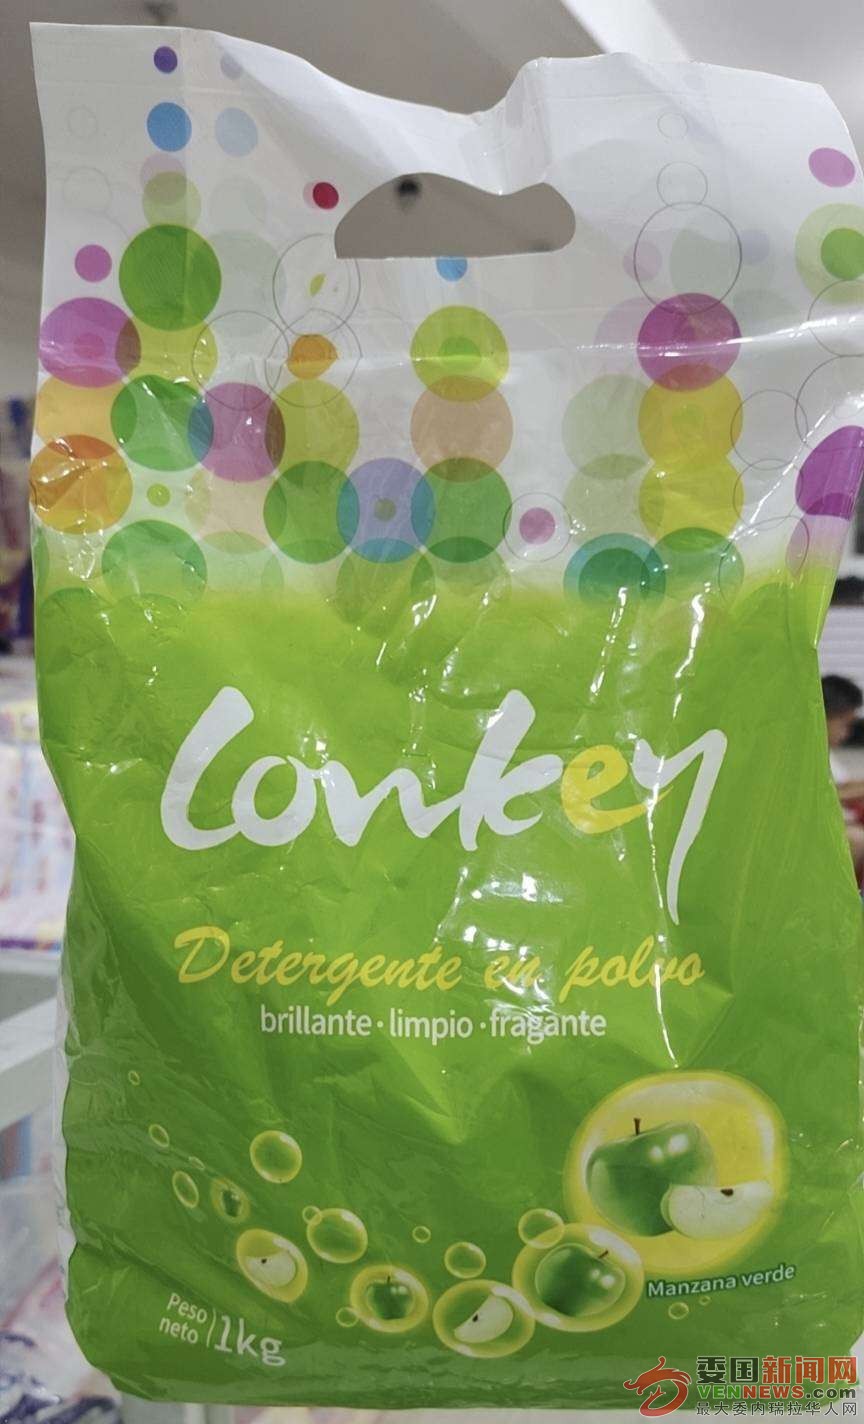 Lonkey
Detergente en polvo
brillante · limpio · fragante
Manzana verde
Peso neto 1kg
委国新闻网
VENNEWS.com
最大委内瑞拉华人网